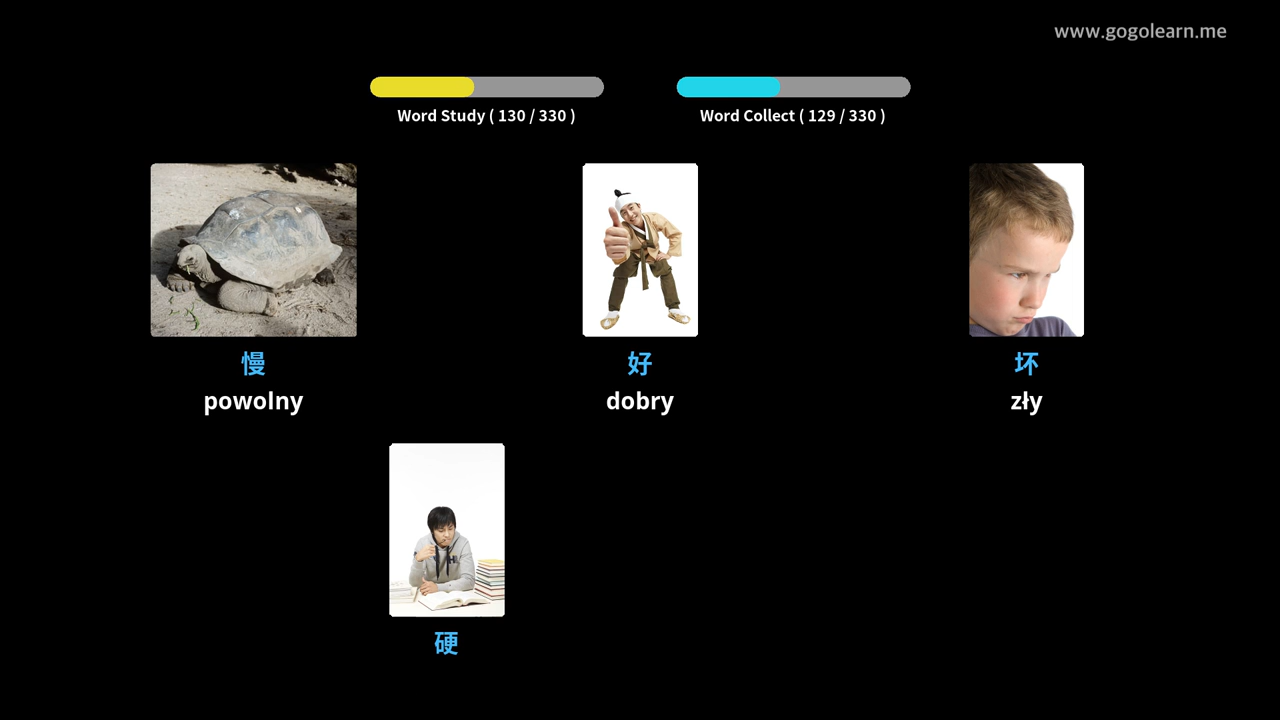 www.gogolearn.me
Word Study ( 130 / 330 )
Word Collect ( 129 / 330 )
慢
好
坏
powolny
dobry
zły
硬